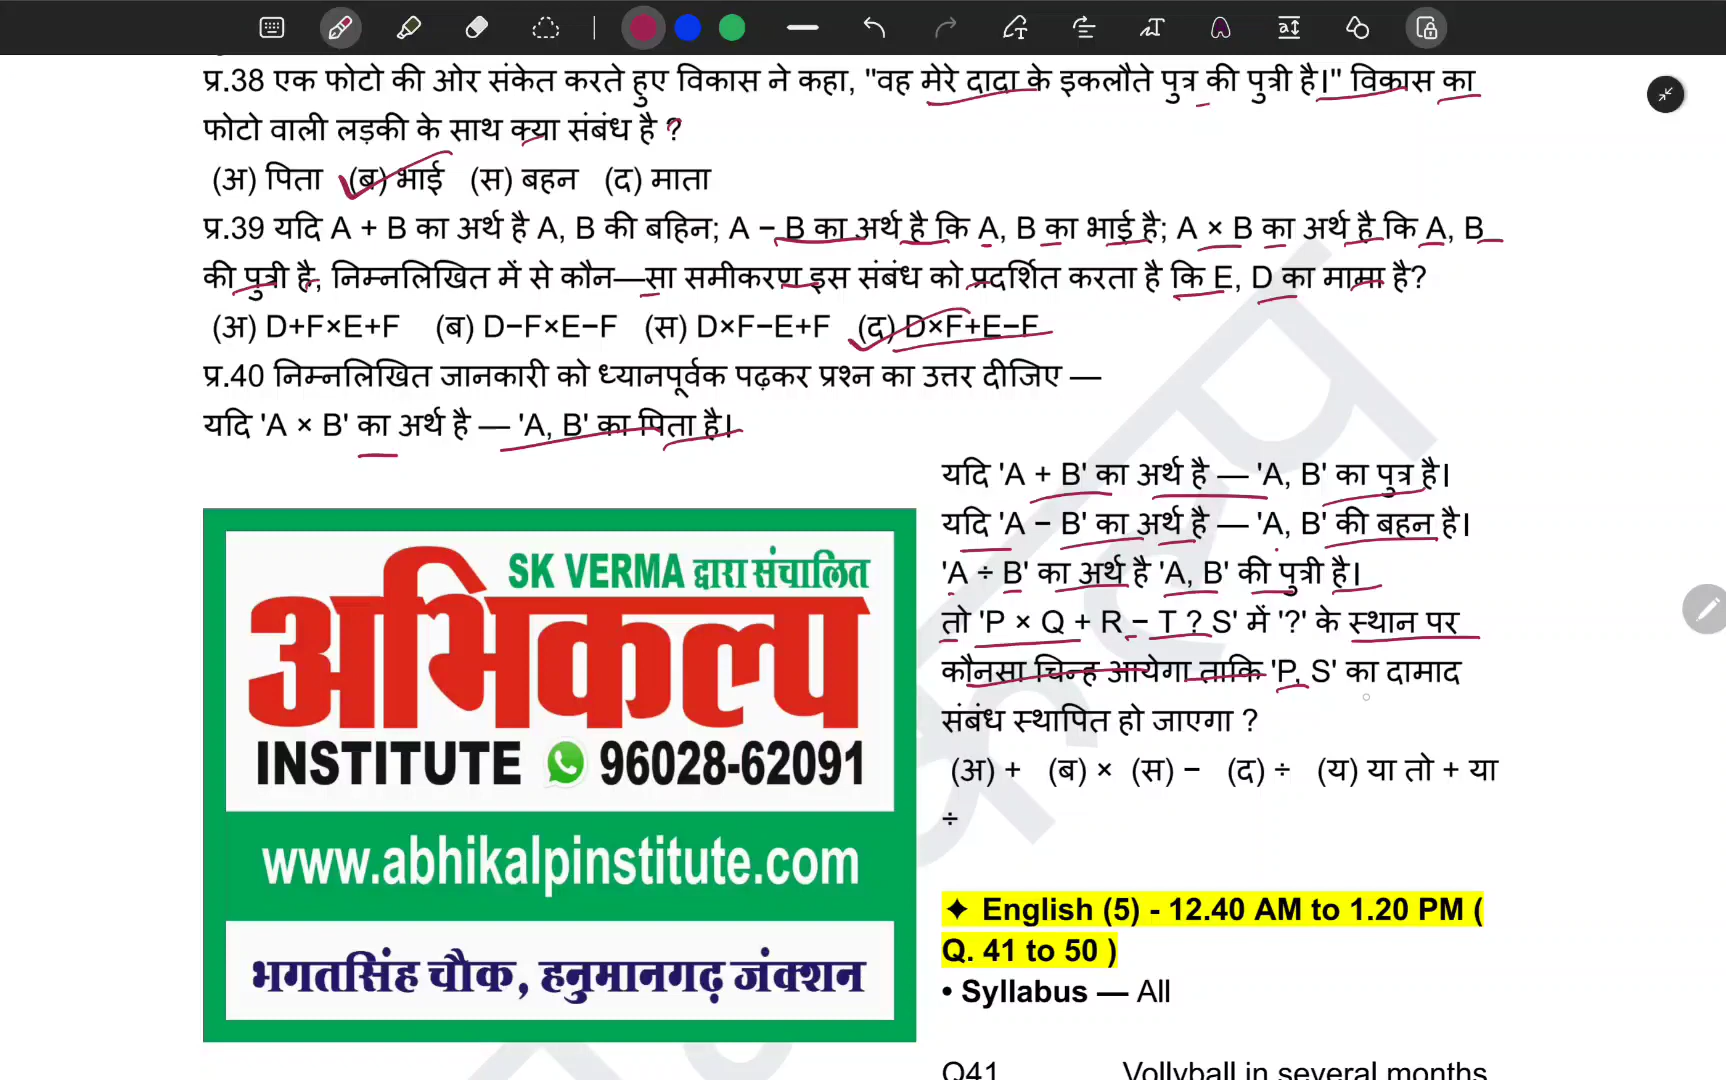 प्र.38 एक फोटो की ओर संकेत करते हुए विकास ने कहा, "वह मेरे दादा के इकलौते पुत्र की पुत्री है।" विकास का
फोटो वाली लड़की के साथ क्या संबंध है ?
(अ) पिता (ब) भाई (स) बहन (द) माता
प्र.39 यदि A + B का अर्थ है A, B की बहिन; A − B का अर्थ है कि A, B का भाई है; A × B का अर्थ है कि A, B
की पुत्री है, निम्नलिखित में से कौन—सा समीकरण इस संबंध को प्रदर्शित करता है कि E, D का मामा है?
(अ) D+F×E+F (ब) D−F×E−F (स) D×F−E+F (द) D×F+E−F
प्र.40 निम्नलिखित जानकारी को ध्यानपूर्वक पढ़कर प्रश्न का उत्तर दीजिए —
यदि 'A × B' का अर्थ है — 'A, B' का पिता है।
यदि 'A + B' का अर्थ है — 'A, B' का पुत्र है।
यदि 'A − B' का अर्थ है — 'A, B' की बहन है।
'A ÷ B' का अर्थ है 'A, B' की पुत्री है।
तो 'P × Q + R − T ? S' में '?' के स्थान पर
कौनसा चिन्ह आयेगा ताकि 'P, S' का दामाद
संबंध स्थापित हो जाएगा ?
(अ) + (ब) × (स) − (द) ÷ (य) या तो + या
÷
SK VERMA द्वारा संचालित
अभिकल्प
INSTITUTE 96028-62091
www.abhikalpinstitute.com
भगतसिंह चौक, हनुमानगढ़ जंक्शन
✦ English (5) - 12.40 AM to 1.20 PM (
Q. 41 to 50 )
• Syllabus — All
Q41 Vollyball in several months